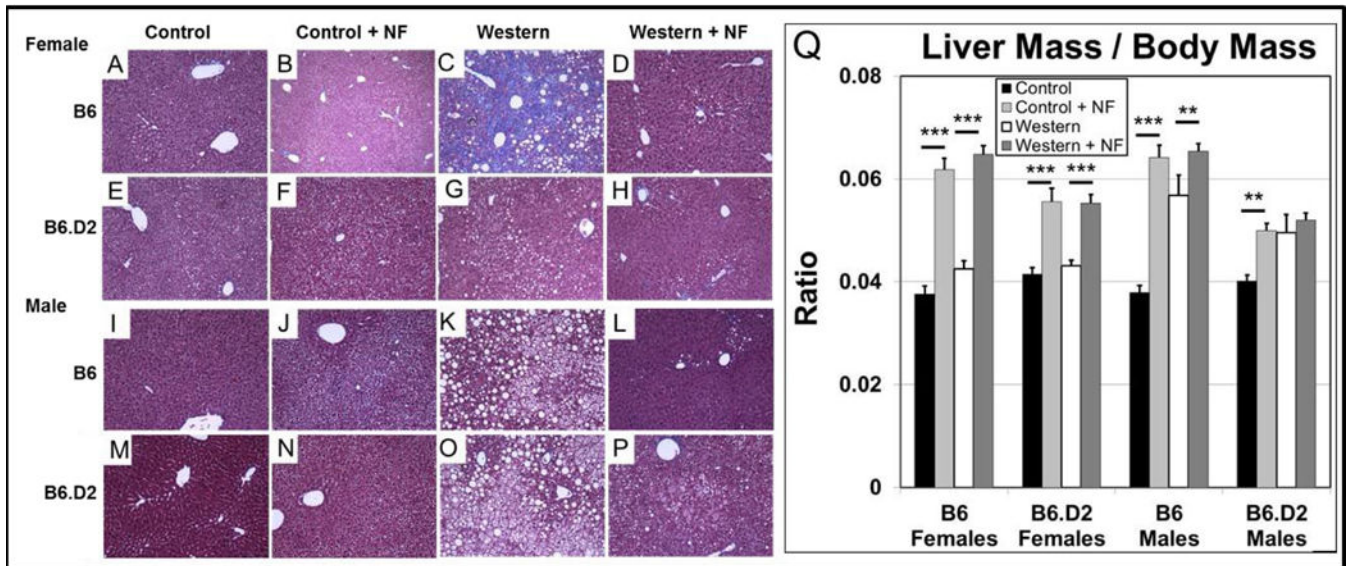 Female
Control
Control + NF
Western
Western + NF
B6
A
B
C
D
B6.D2
E
F
G
H
Male
B6
I
J
K
L
B6.D2
M
N
O
P
Q
Liver Mass / Body Mass
Control
Control + NF
Western
Western + NF
Ratio
0.08
0.06
0.04
0.02
0
*** ***
*** ***
*** **
**
B6 B6.D2 B6 B6.D2
Females Females Males Males